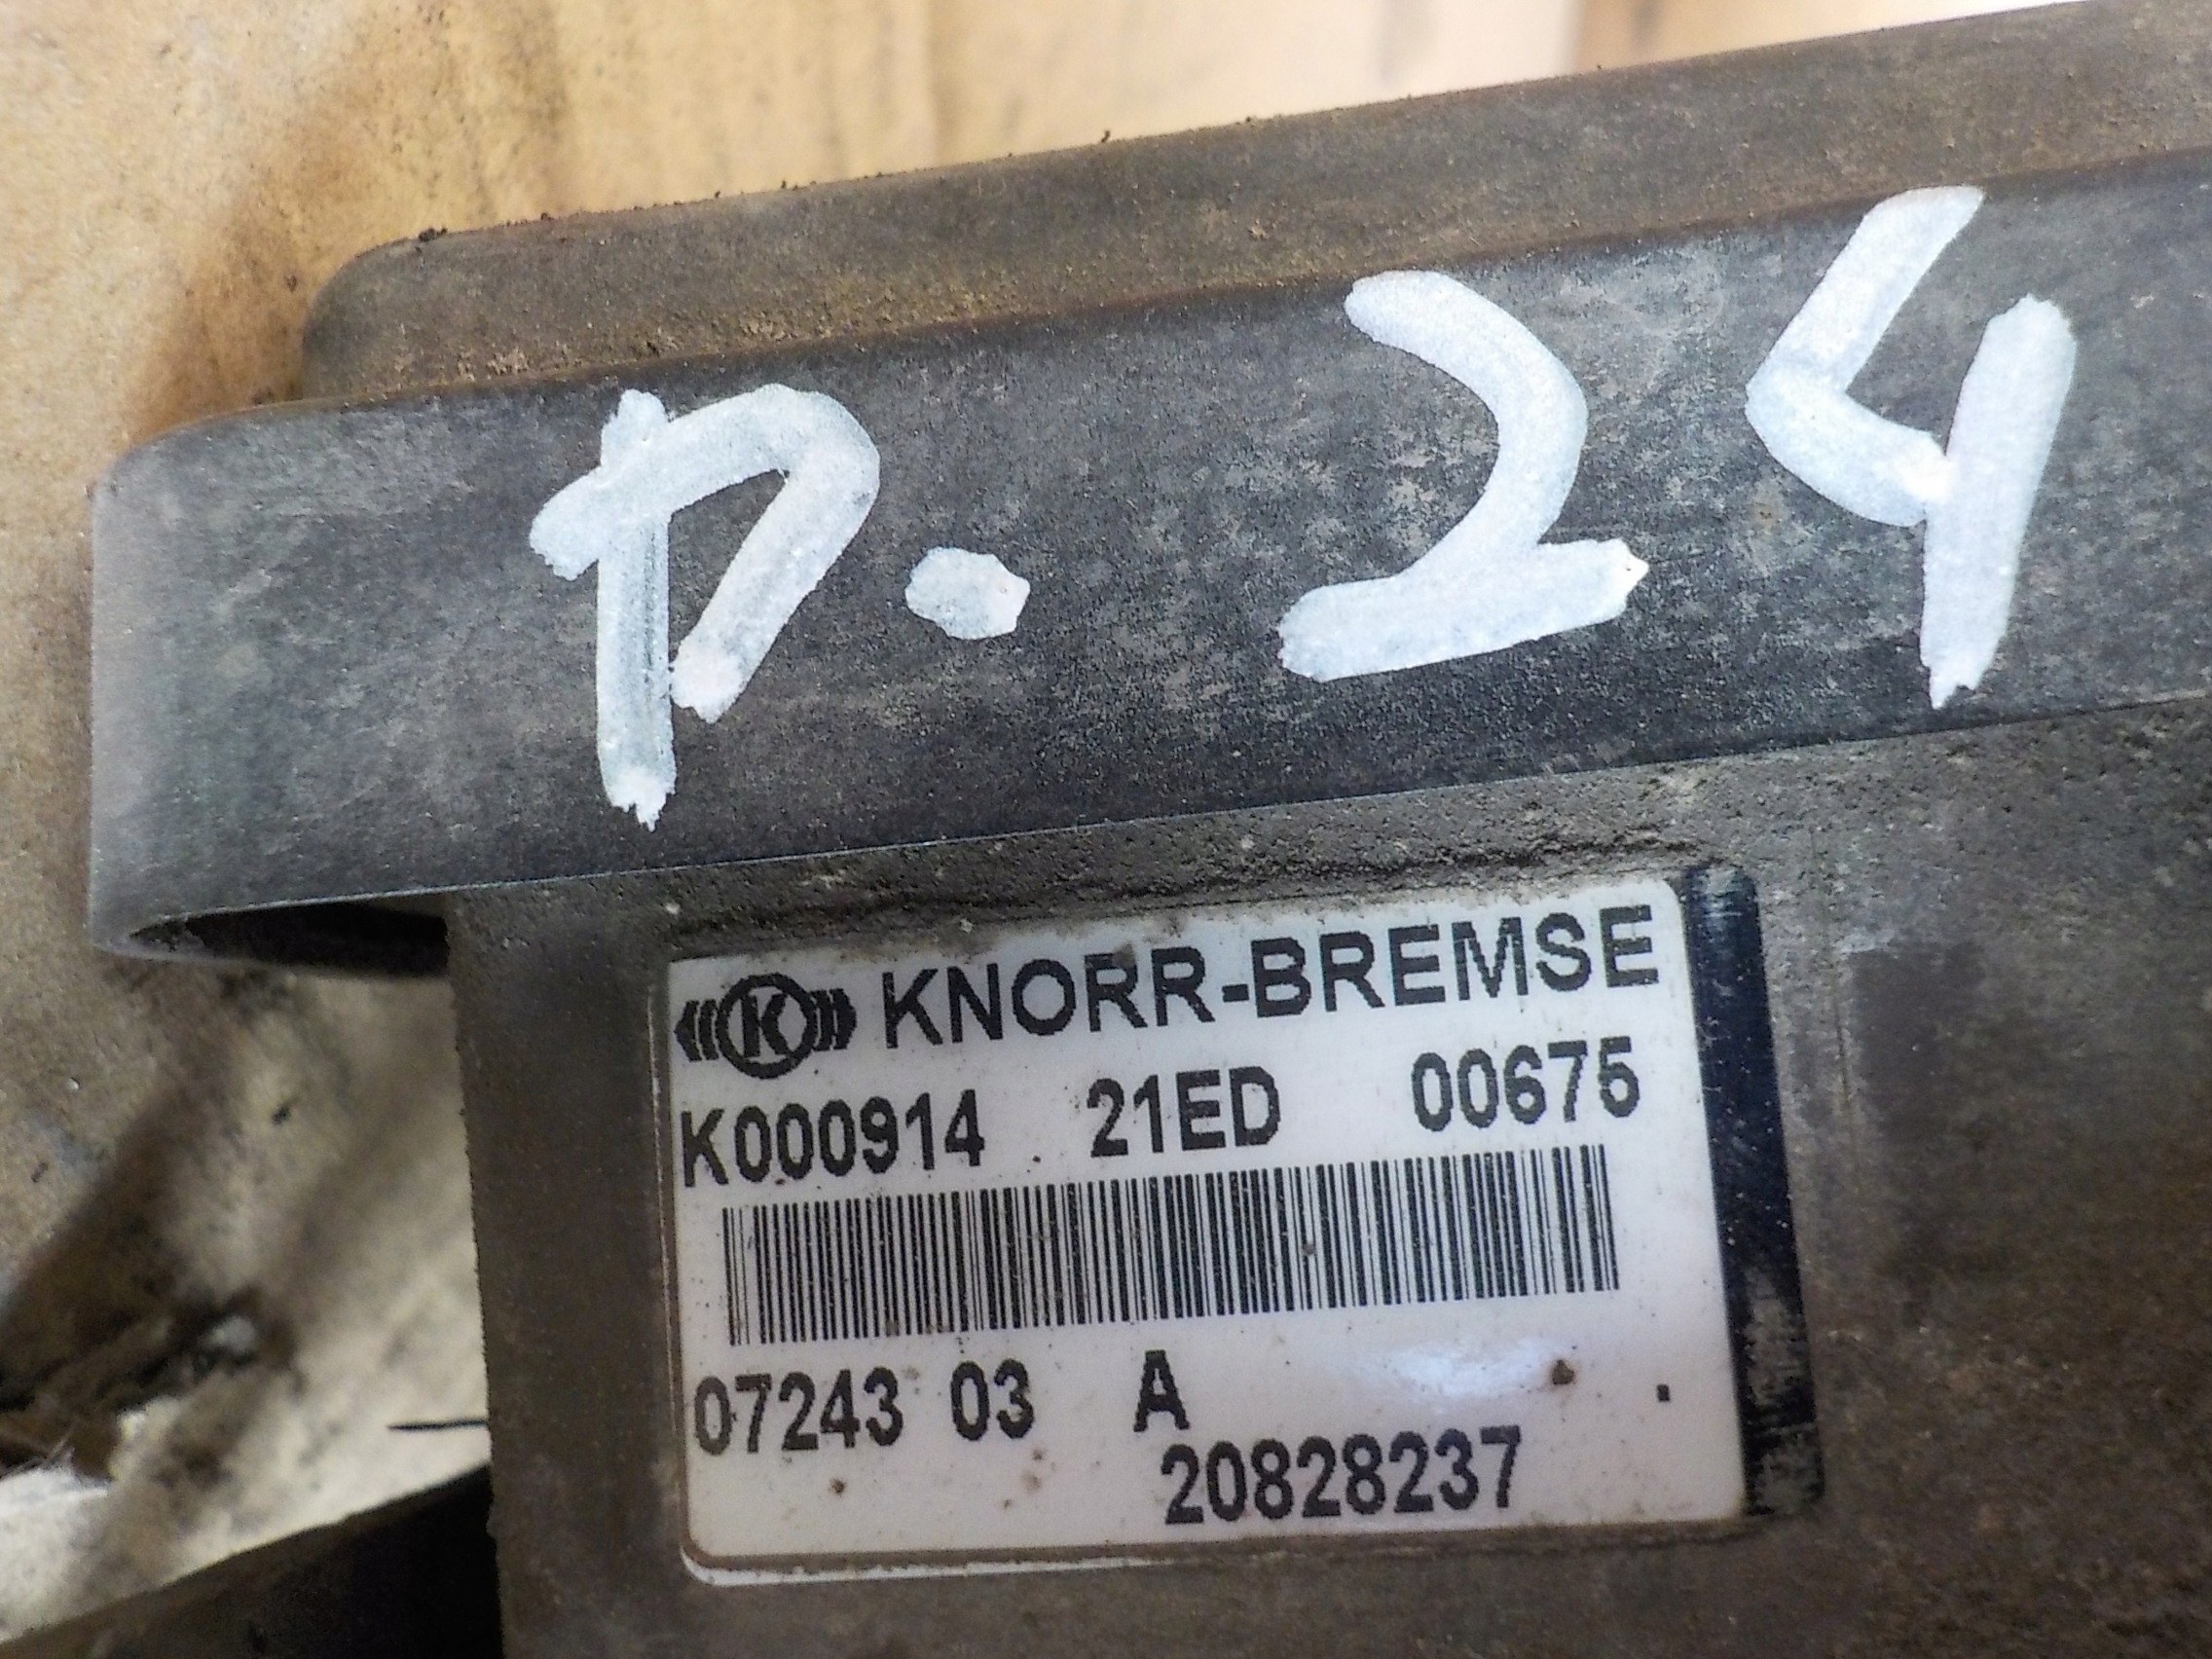 P. 24
K KNORR-BREMSE
K000914 21ED 00675
07243 03 A
20828237